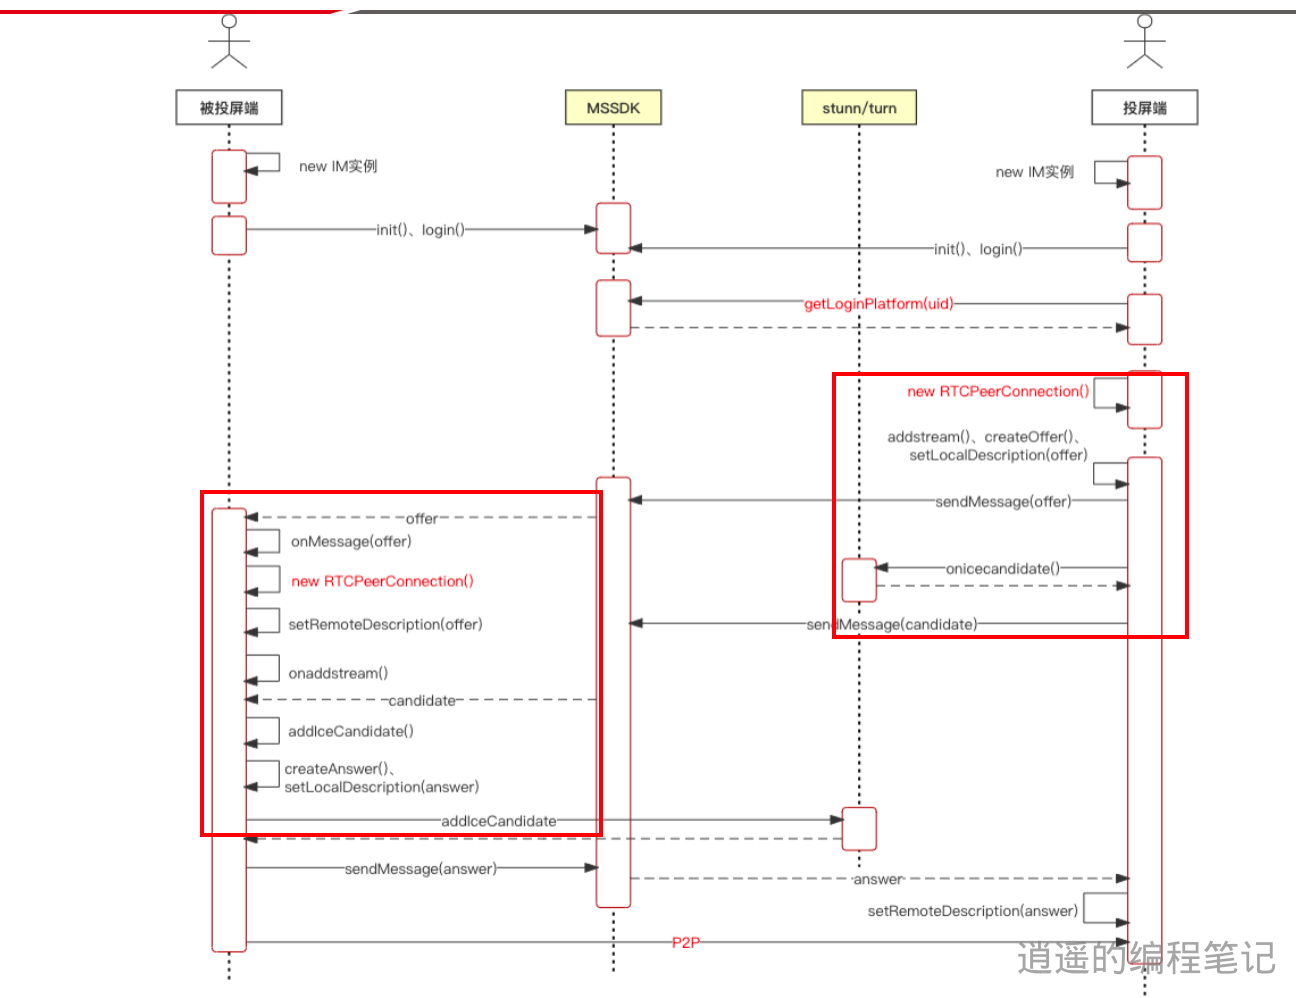 被投屏端
MSSDK
stunn/turn
投屏端
new IM实例
new IM实例
init()、login()
init()、login()
getLoginPlatform(uid)
new RTCPeerConnection()
addstream()、createOffer()、
setLocalDescription(offer)
sendMessage(offer)
offer
onMessage(offer)
onicecandidate()
new RTCPeerConnection()
setRemoteDescription(offer)
sendMessage(candidate)
onaddstream()
candidate
addIceCandidate()
createAnswer()、
setLocalDescription(answer)
addIceCandidate
sendMessage(answer)
answer
setRemoteDescription(answer)
P2P
逍遥的编程笔记